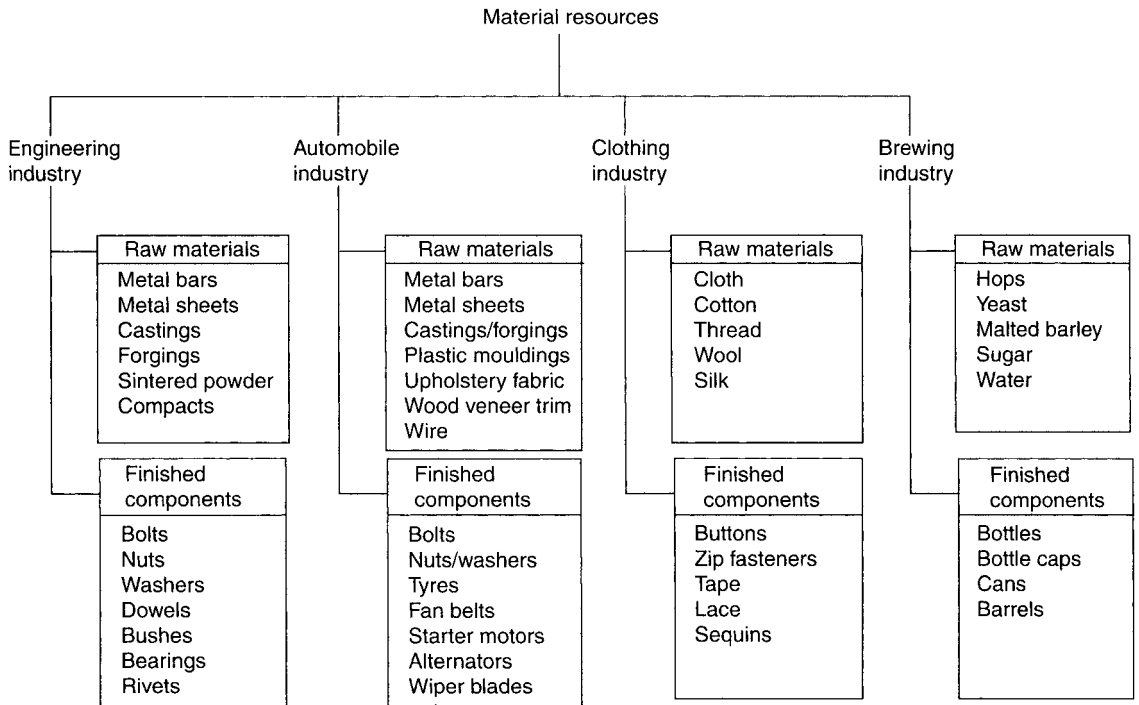 Material resources
Engineering
industry
Automobile
industry
Clothing
industry
Brewing
industry
Raw materials
Metal bars
Metal sheets
Castings
Forgings
Sintered powder
Compacts
Raw materials
Metal bars
Metal sheets
Castings/forgings
Plastic mouldings
Upholstery fabric
Wood veneer trim
Wire
Raw materials
Cloth
Cotton
Thread
Wool
Silk
Raw materials
Hops
Yeast
Malted barley
Sugar
Water
Finished
components
Bolts
Nuts
Washers
Dowels
Bushes
Bearings
Rivets
Finished
components
Bolts
Nuts/washers
Tyres
Fan belts
Starter motors
Alternators
Wiper blades
Finished
components
Buttons
Zip fasteners
Tape
Lace
Sequins
Finished
components
Bottles
Bottle caps
Cans
Barrels